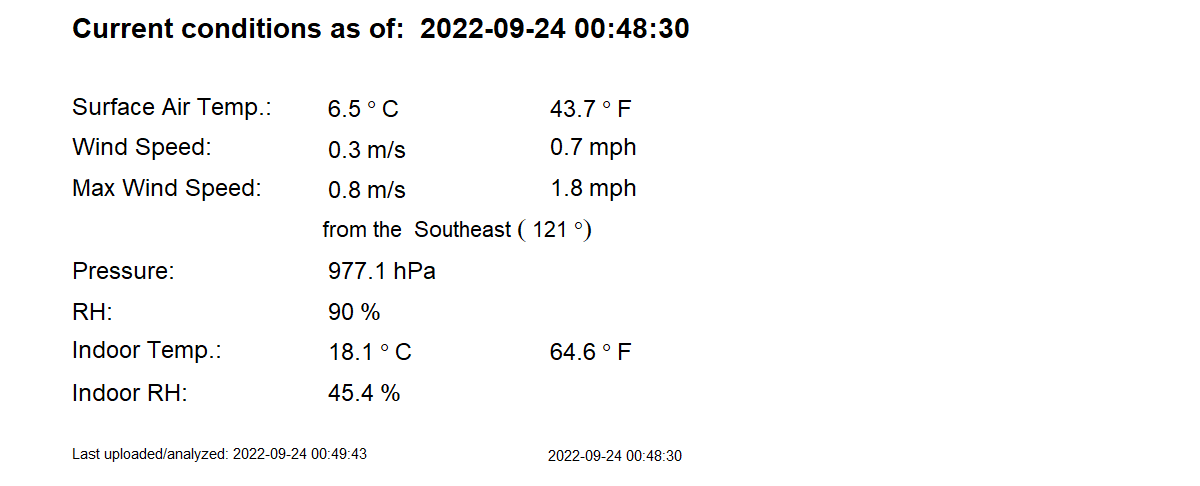 Current conditions as of: 2022-09-24 00:48:30
Surface Air Temp.: 6.5 ° C 43.7 ° F
Wind Speed: 0.3 m/s 0.7 mph
Max Wind Speed: 0.8 m/s 1.8 mph
from the Southeast ( 121 °)
Pressure: 977.1 hPa
RH: 90 %
Indoor Temp.: 18.1 ° C 64.6 ° F
Indoor RH: 45.4 %
Last uploaded/analyzed: 2022-09-24 00:49:43 2022-09-24 00:48:30